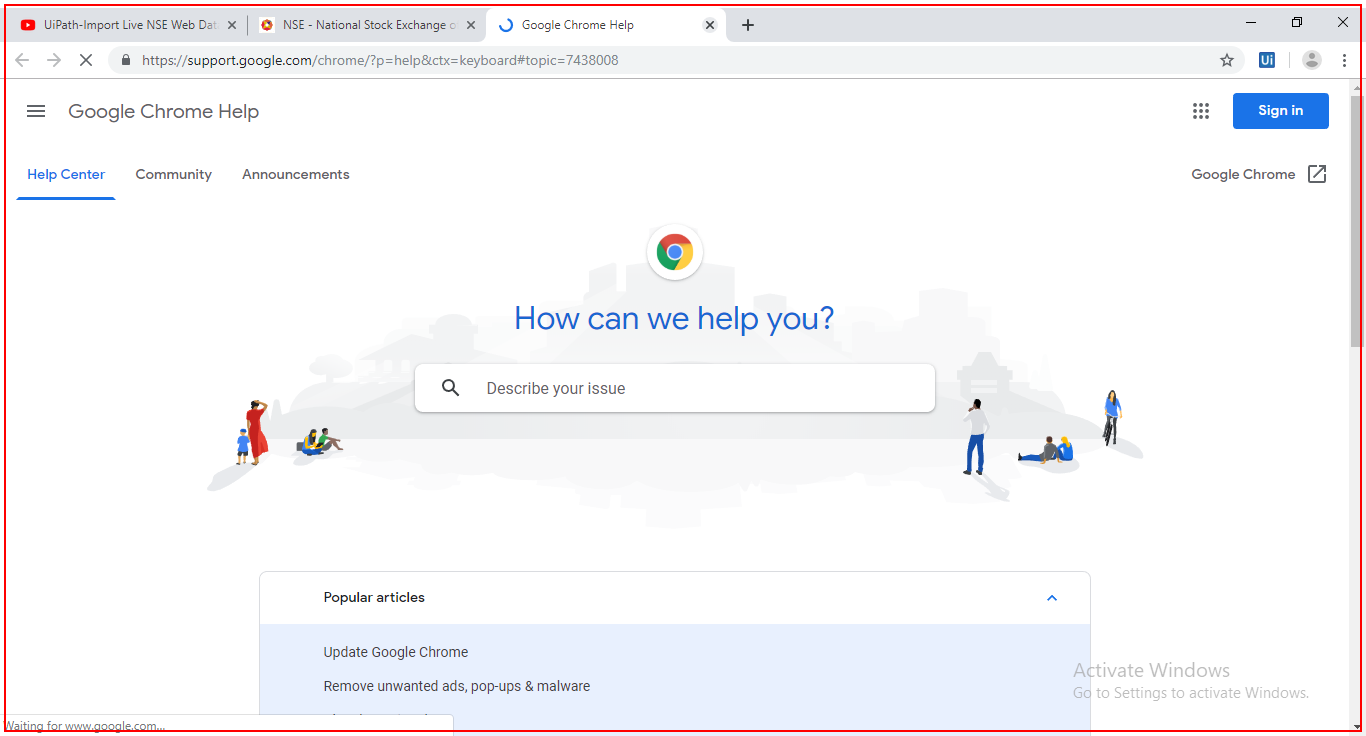 UiPath-Import Live NSE Web Dat
NSE - National Stock Exchange o
Google Chrome Help
https://support.google.com/chrome/?p=help&ctx=keyboard#topic=7438008
Ui
Google Chrome Help
Sign in
Help Center
Community
Announcements
Google Chrome
How can we help you?
Describe your issue
Popular articles
Update Google Chrome
Remove unwanted ads, pop-ups & malware
Activate Windows
Go to Settings to activate Windows.
Waiting for www.google.com...